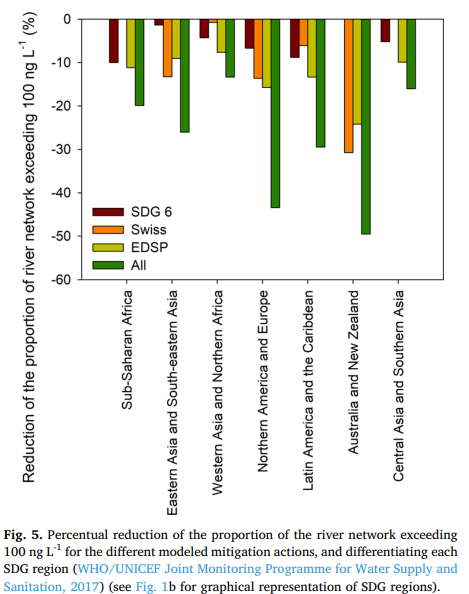 Reduction of the proportion of river network exceeding 100 ng L-1 (%)
0
-10
-20
-30
-40
-50
-60
SDG 6
Swiss
EDSP
All
Sub-Saharan Africa
Eastern Asia and South-eastern Asia
Western Asia and Northern Africa
Northern America and Europe
Latin America and the Caribdean
Australia and New Zealand
Central Asia and Southern Asia
Fig. 5. Percentual reduction of the proportion of the river network exceeding
100 ng L-1 for the different modeled mitigation actions, and differentiating each
SDG region (WHO/UNICEF Joint Monitoring Programme for Water Supply and
Sanitation, 2017) (see Fig. 1b for graphical representation of SDG regions).